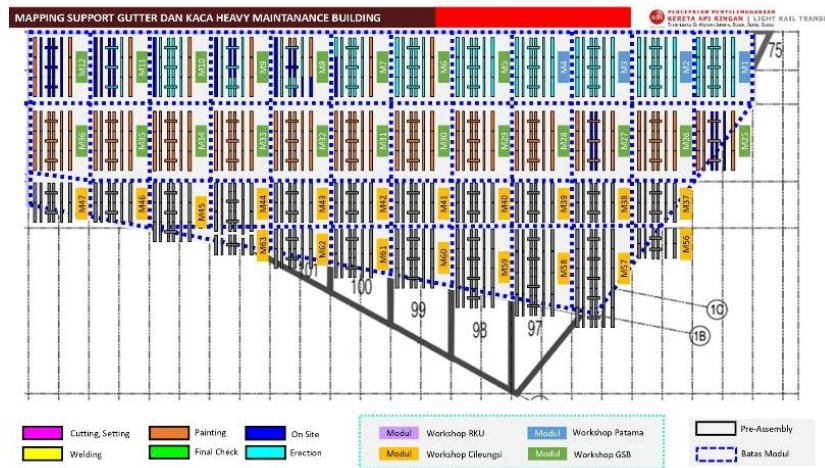 MAPPING SUPPORT GUTTER DAN KACA HEAVY MAINTANANCE BUILDING
PERCEPATAN PENYELENGGARAAN
KERETA API RINGAN | LIGHT RAIL TRANSI
75
M12 M11 M10 M9 M8 M7 M6 M5 M4 M3 M2 M1
M36 M35 M34 M33 M32 M31 M30 M29 M28 M27 M26 M25
M47 M46 M45 M44 M43 M42 M41 M40 M39 M38 M37
M63 M62 M61 M60 M59 M58 M57 M56
101 100 99 98 97
1C
1B
Cutting, Setting Painting On Site
Welding Final Check Erection
Modul Workshop RKU Modul Workshop Patama
Modul Workshop Cileungsi Modul Workshop GSB
Pre-Assembly
Batas Modul